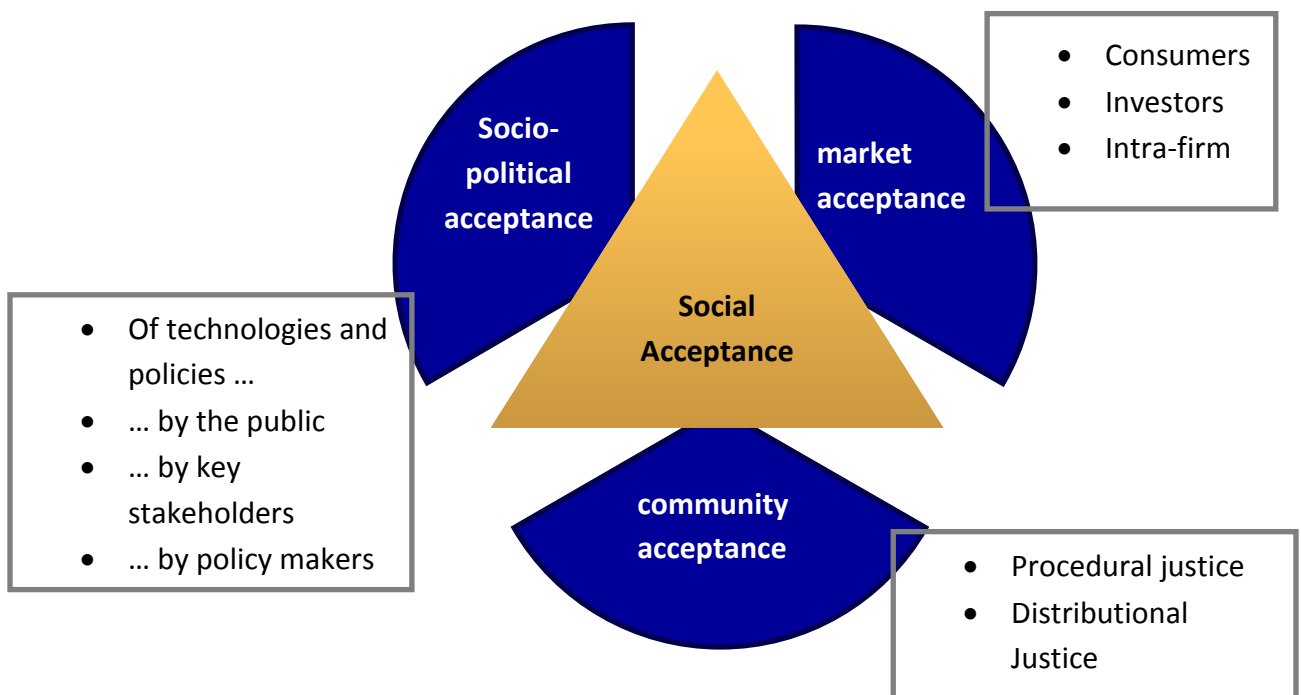 Socio-
political
acceptance
market
acceptance
• Consumers
• Investors
• Intra-firm
Social
Acceptance
• Of technologies and
policies …
• … by the public
• … by key
stakeholders
• … by policy makers
community
acceptance
• Procedural justice
• Distributional
Justice